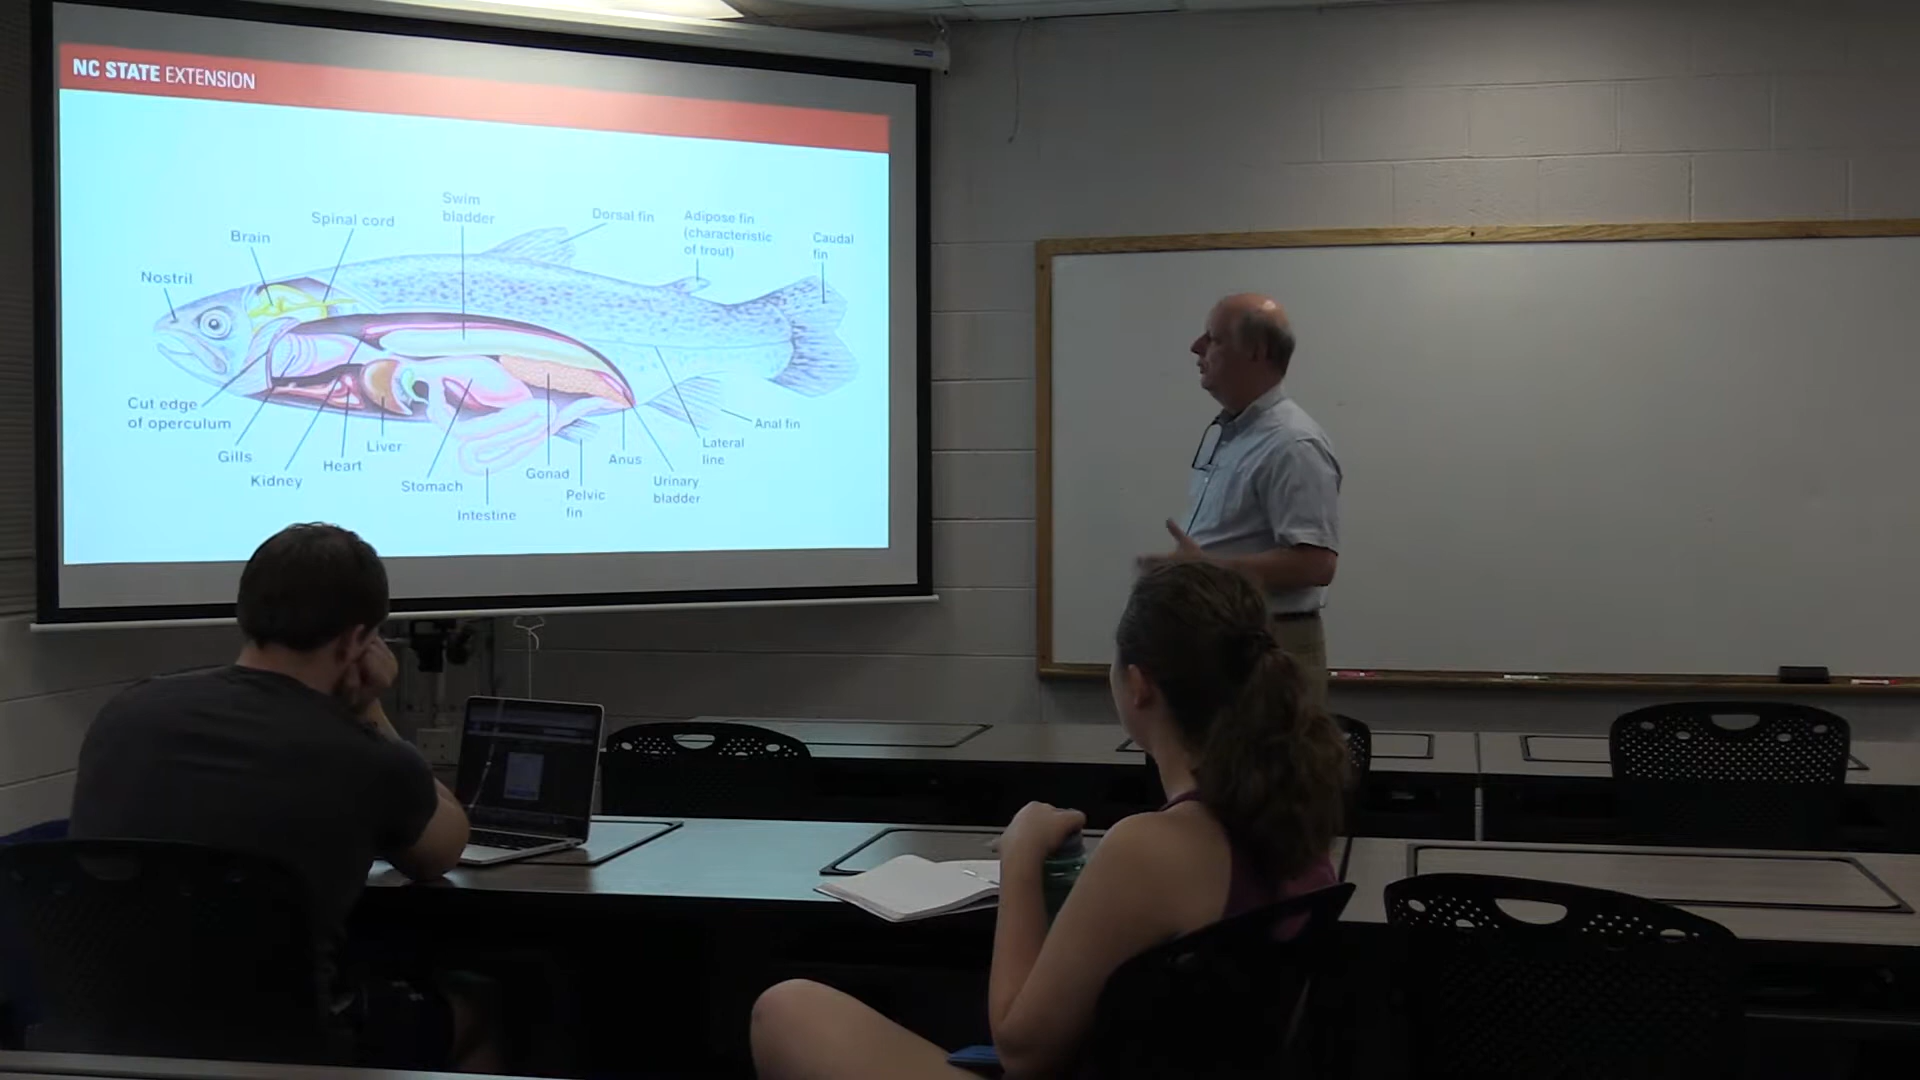 NC STATE EXTENSION
Swim
bladder
Spinal cord
Dorsal fin
Adipose fin
(characteristic
of trout)
Brain
Caudal
fin
Nostril
Cut edge
of operculum
Gills
Kidney
Heart
Liver
Stomach
Intestine
Gonad
Pelvic
fin
Anus
Urinary
bladder
Lateral
line
Anal fin